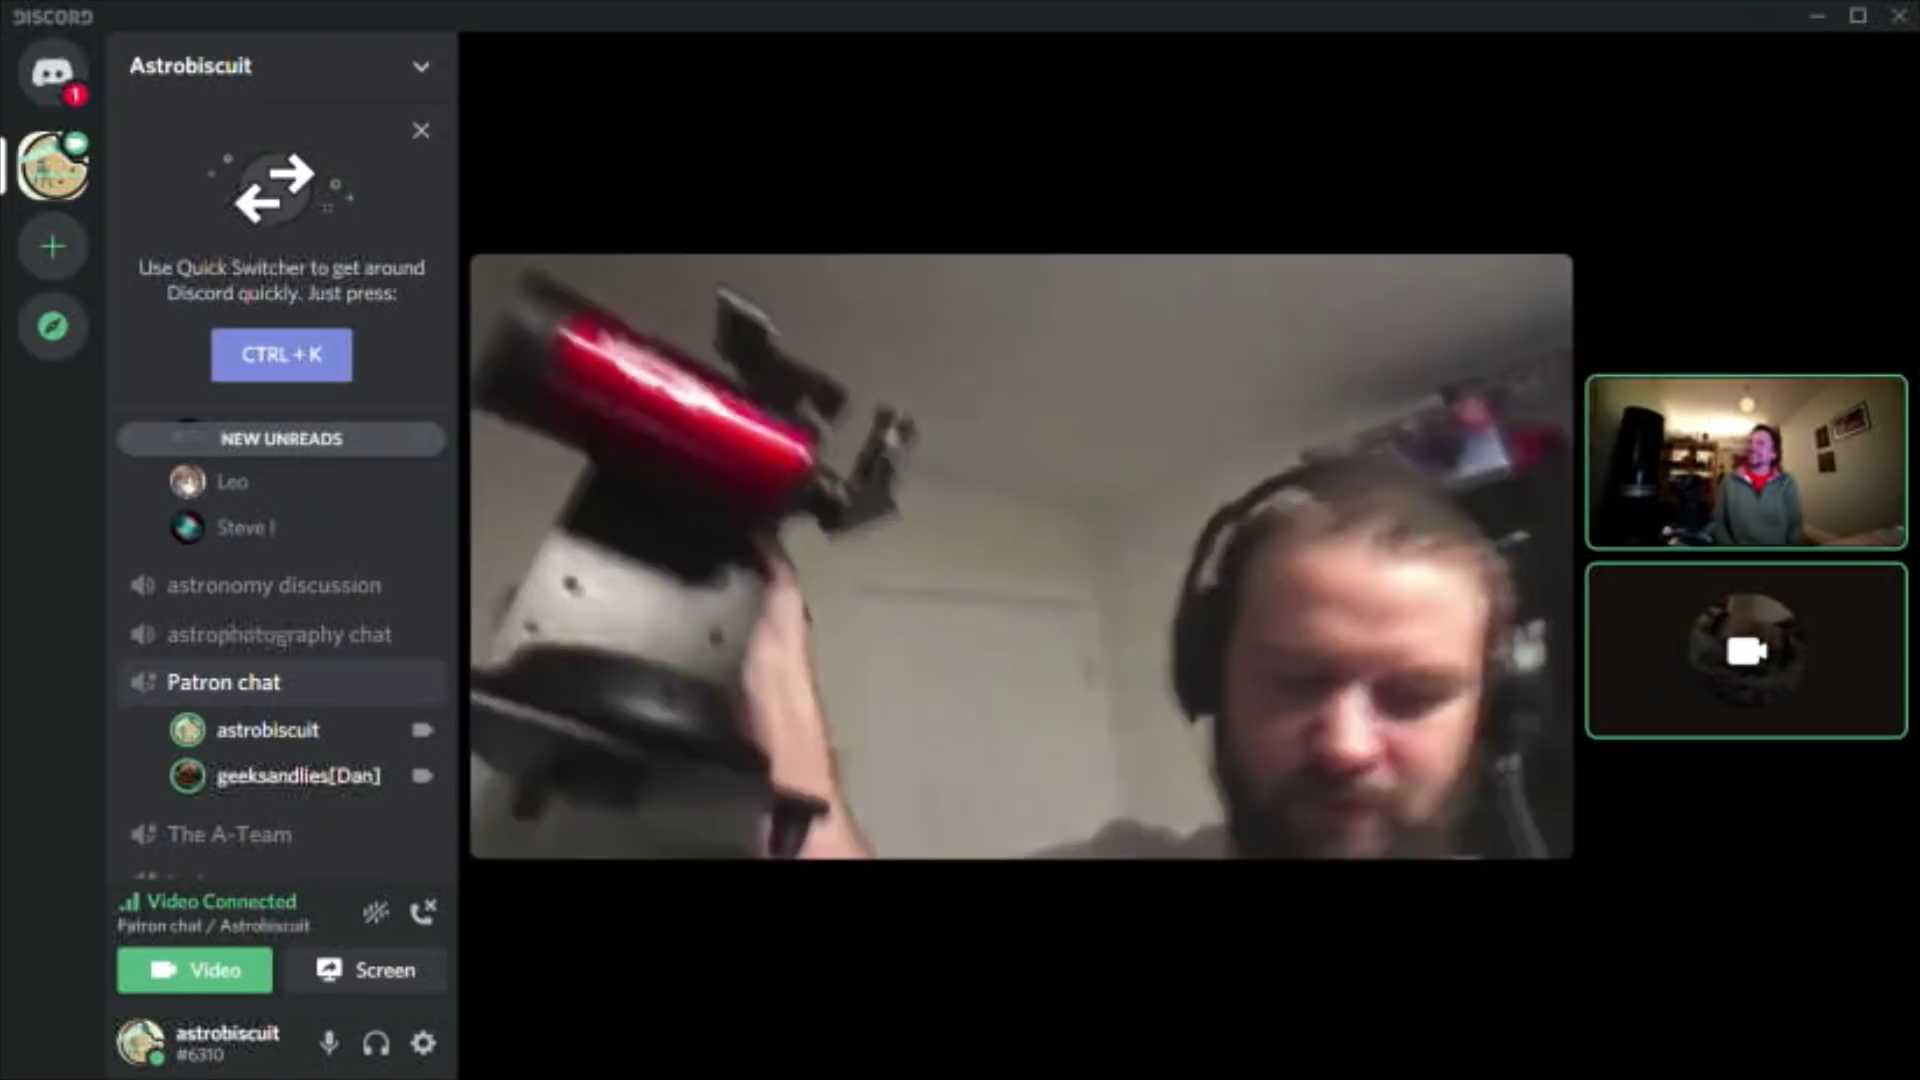 DISCORD
1
Astrobiscuit
Use Quick Switcher to get around
Discord quickly. Just press:
CTRL + K
NEW UNREADS
Leo
Steve !
astronomy discussion
astrophotography chat
Patron chat
astrobiscuit
geeksandlies[Dan]
The A-Team
Video Connected
Patron chat / Astrobiscuit
Video
Screen
astrobiscuit
#6310